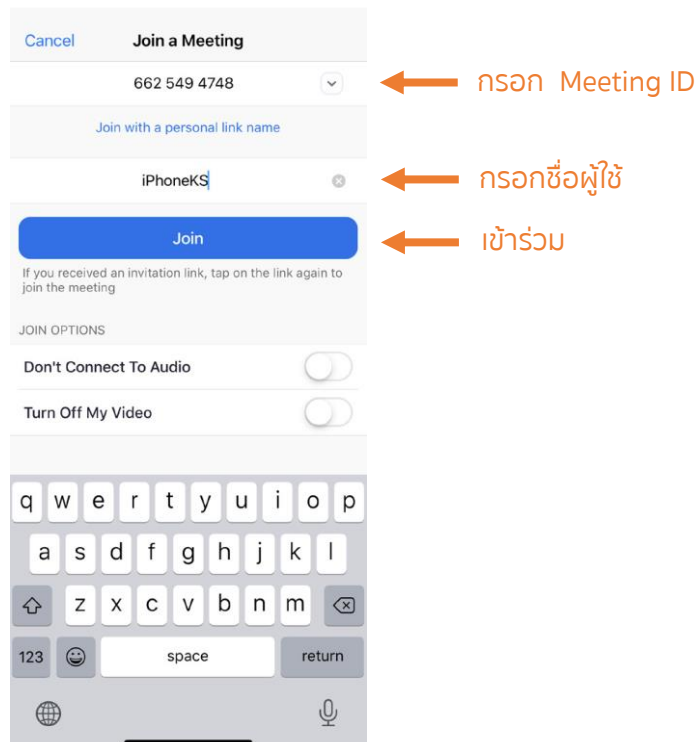 Cancel Join a Meeting
662 549 4748
กรอก Meeting ID
Join with a personal link name
iPhoneKS
กรอกชื่อผู้ใช้
Join
เข้าร่วม
If you received an invitation link, tap on the link again to
join the meeting
JOIN OPTIONS
Don't Connect To Audio
Turn Off My Video
q w e r t y u i o p
a s d f g h j k l
z x c v b n m
123 space return